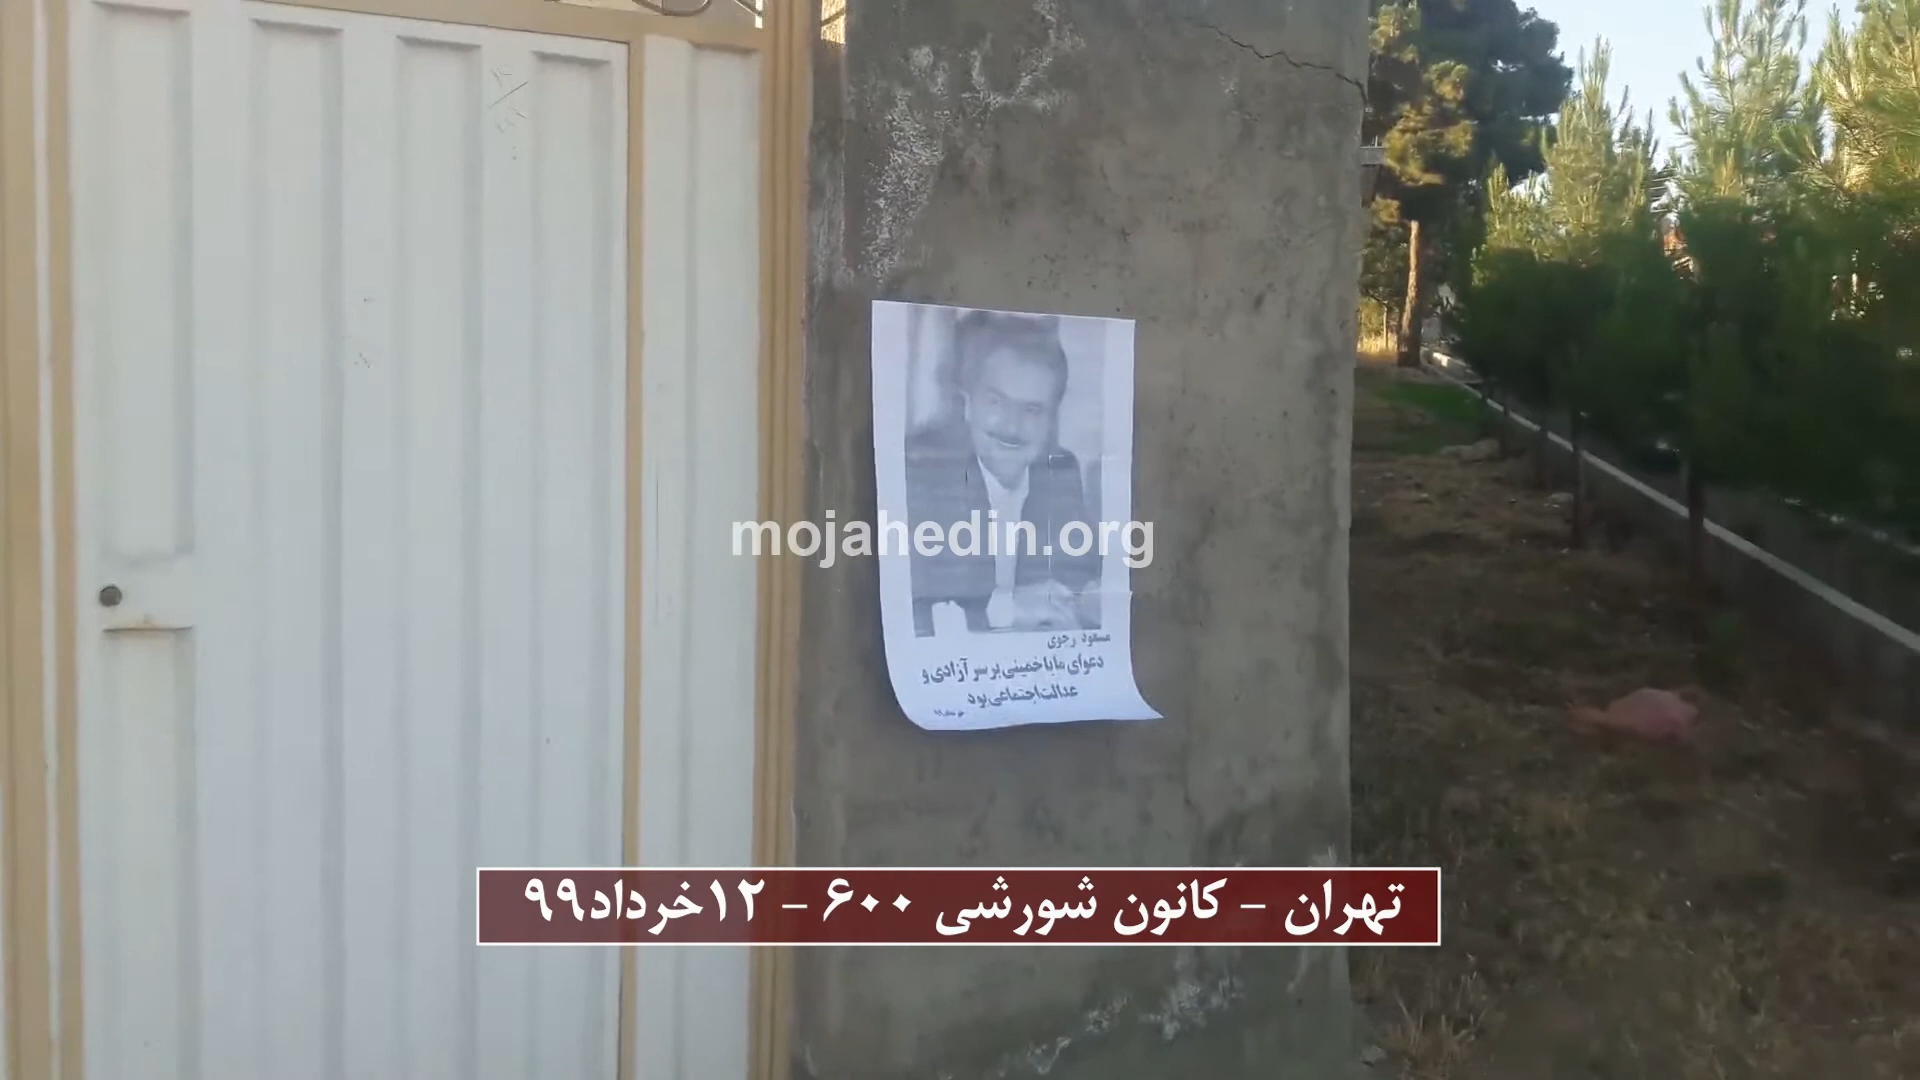 mojahedin.org
مسعود رجوی
دعوای ما با خمینی بر سر آزادی و
عدالت اجتماعی بود
تهران - کانون شورشی ۶۰۰ - ۱۲خرداد۹۹